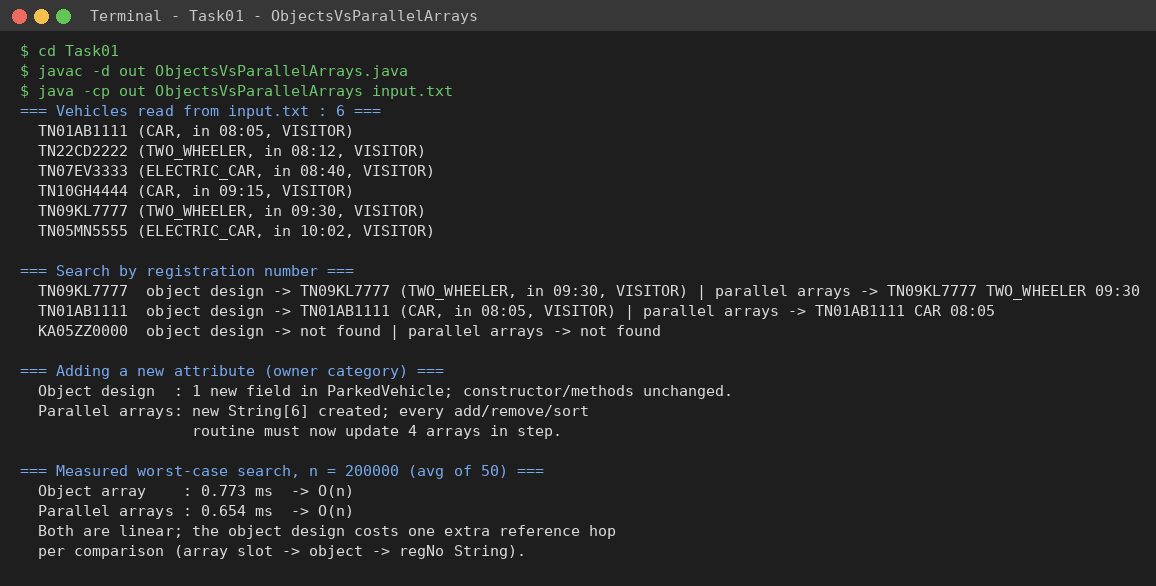 Terminal - Task01 - ObjectsVsParallelArrays
$ cd Task01
$ javac -d out ObjectsVsParallelArrays.java
$ java -cp out ObjectsVsParallelArrays input.txt
=== Vehicles read from input.txt : 6 ===
  TN01AB1111 (CAR, in 08:05, VISITOR)
  TN22CD2222 (TWO_WHEELER, in 08:12, VISITOR)
  TN07EV3333 (ELECTRIC_CAR, in 08:40, VISITOR)
  TN10GH4444 (CAR, in 09:15, VISITOR)
  TN09KL7777 (TWO_WHEELER, in 09:30, VISITOR)
  TN05MN5555 (ELECTRIC_CAR, in 10:02, VISITOR)
=== Search by registration number ===
  TN09KL7777  object design -> TN09KL7777 (TWO_WHEELER, in 09:30, VISITOR) | parallel arrays -> TN09KL7777 TWO_WHEELER 09:30
  TN01AB1111  object design -> TN01AB1111 (CAR, in 08:05, VISITOR) | parallel arrays -> TN01AB1111 CAR 08:05
  KA05ZZ0000  object design -> not found | parallel arrays -> not found
=== Adding a new attribute (owner category) ===
  Object design  : 1 new field in ParkedVehicle; constructor/methods unchanged.
  Parallel arrays: new String[6] created; every add/remove/sort
                   routine must now update 4 arrays in step.
=== Measured worst-case search, n = 200000 (avg of 50) ===
  Object array    : 0.773 ms  -> O(n)
  Parallel arrays : 0.654 ms  -> O(n)
  Both are linear; the object design costs one extra reference hop
  per comparison (array slot -> object -> regNo String).